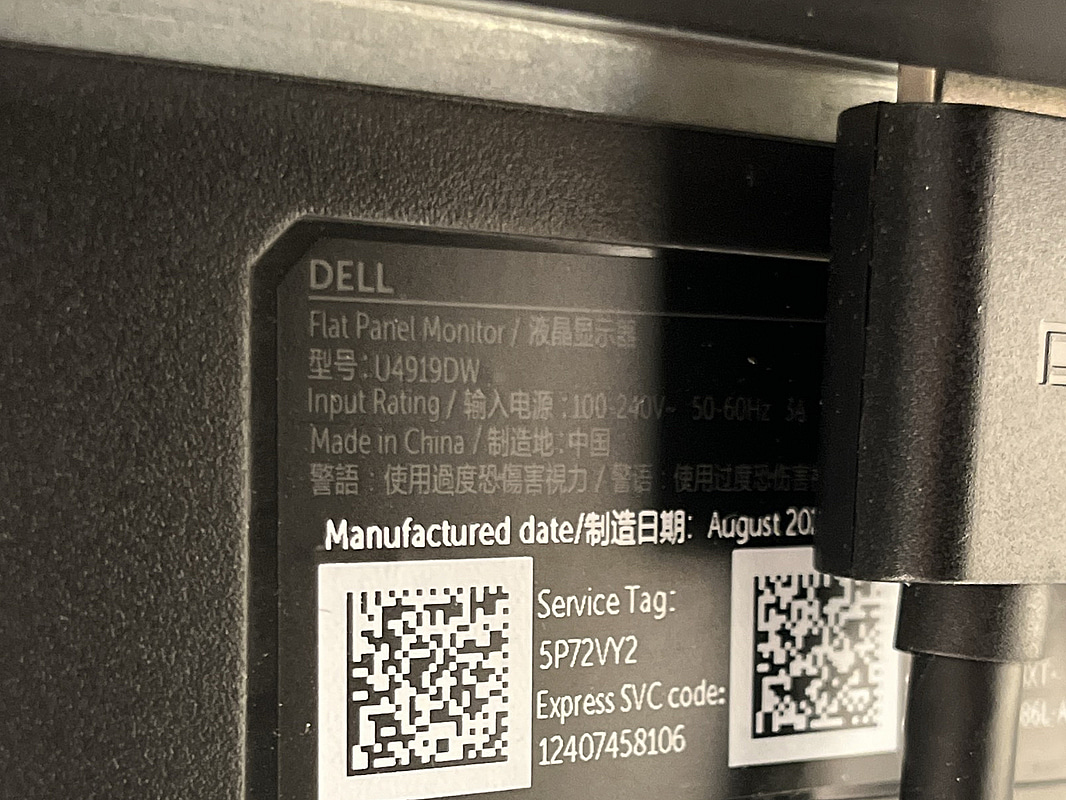 DELL
Flat Panel Monitor / 液晶显示器
型号: U4919DW
Input Rating / 输入电源 :100-240V~ 50-60Hz
Made in China / 制造地: 中国
警語 : 使用過度恐傷害視力 / 警语 : 使用过度恐伤害
Manufactured date/制造日期: August
Service Tag:
5P72VY2
Express SVC code:
12407458106